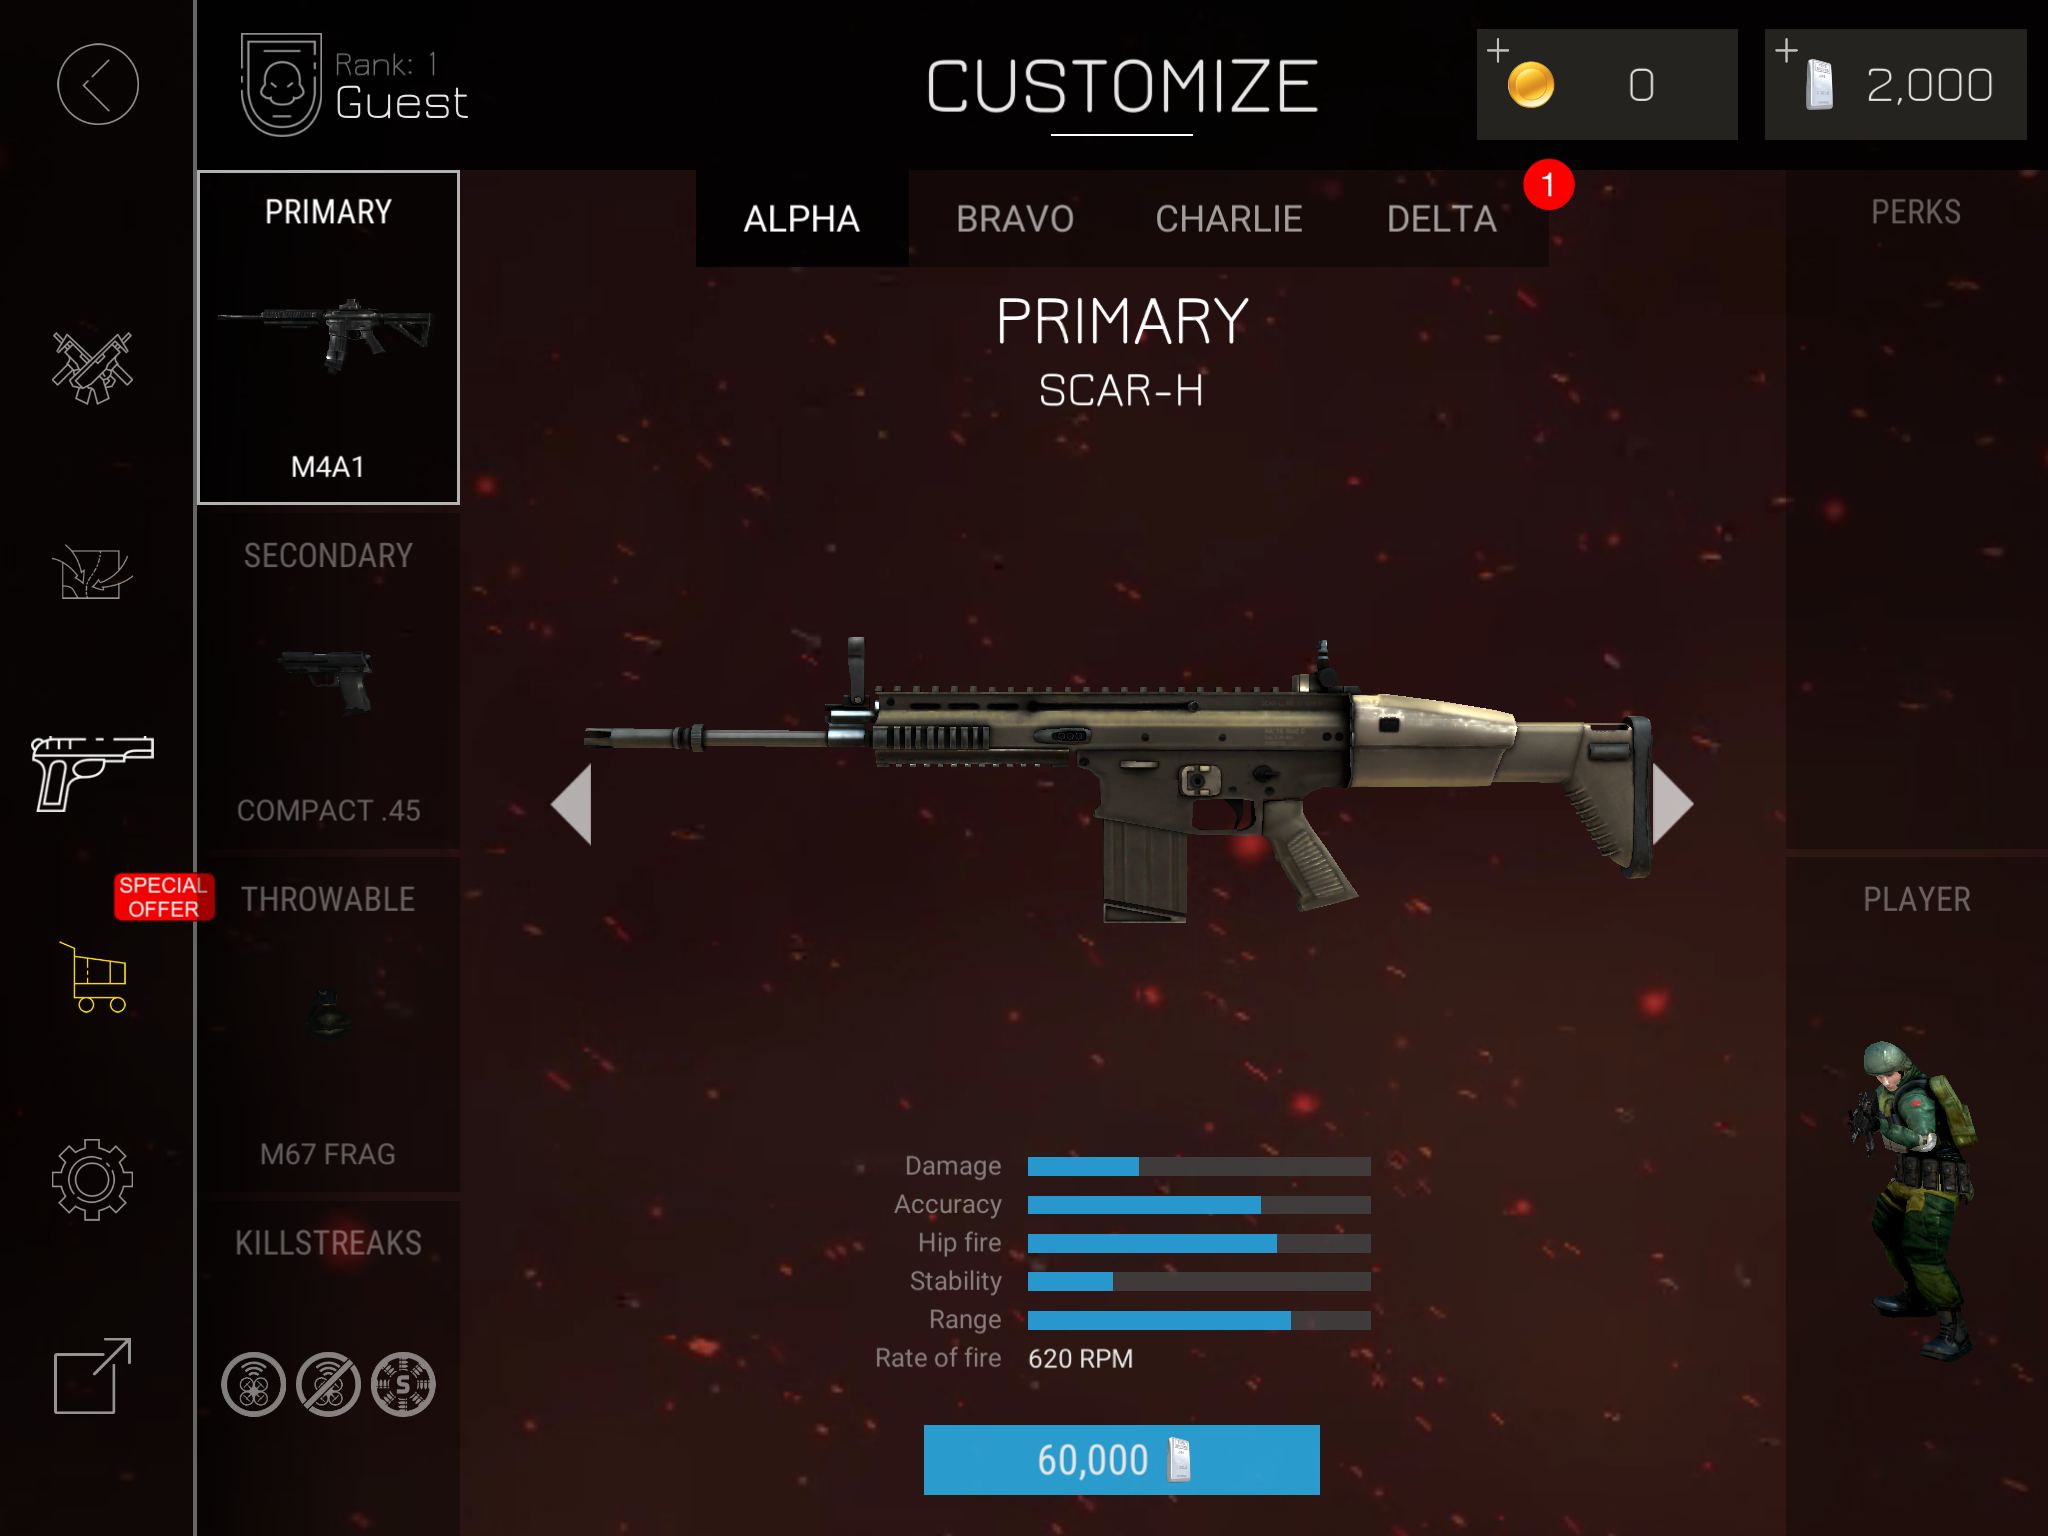 Rank: 1
Guest
CUSTOMIZE
0
2,000
PRIMARY
M4A1
SECONDARY
COMPACT .45
SPECIAL
OFFER
THROWABLE
M67 FRAG
KILLSTREAKS
S
ALPHA
BRAVO
CHARLIE
DELTA
1
PRIMARY
SCAR-H
Damage
Accuracy
Hip fire
Stability
Range
Rate of fire 620 RPM
60,000
PERKS
PLAYER